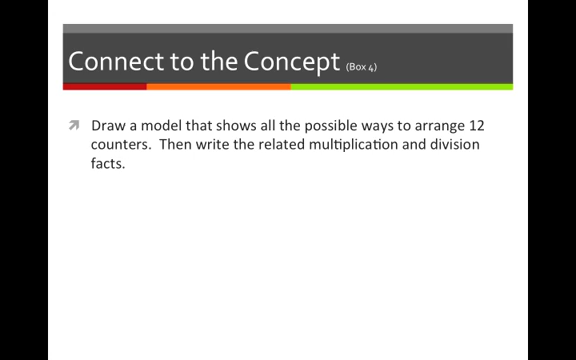 Connect to the Concept (Box 4)
Draw a model that shows all the possible ways to arrange 12
counters. Then write the related multiplication and division
facts.